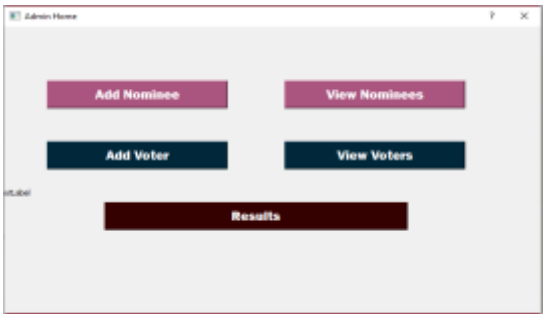 Admin Home ?
Add Nominee View Nominees
Add Voter View Voters
xtLabel
Results